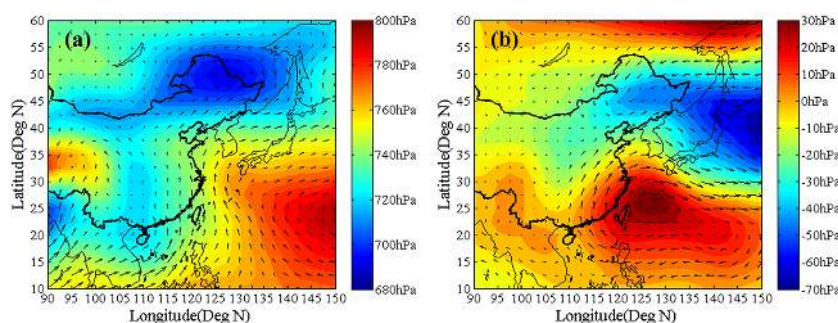 (a)
60
55
50
45
40
35
30
25
20
15
10
Latitude(Deg N)
90 95 100 105 110 115 120 125 130 135 140 145 150
Longitude(Deg N)
800hPa
780hPa
760hPa
740hPa
720hPa
700hPa
680hPa
(b)
60
55
50
45
40
35
30
25
20
15
10
Latitude(Deg N)
90 95 100 105 110 115 120 125 130 135 140 145 150
Longitude(Deg N)
30hPa
20hPa
10hPa
0hPa
-10hPa
-20hPa
-30hPa
-40hPa
-50hPa
-60hPa
-70hPa